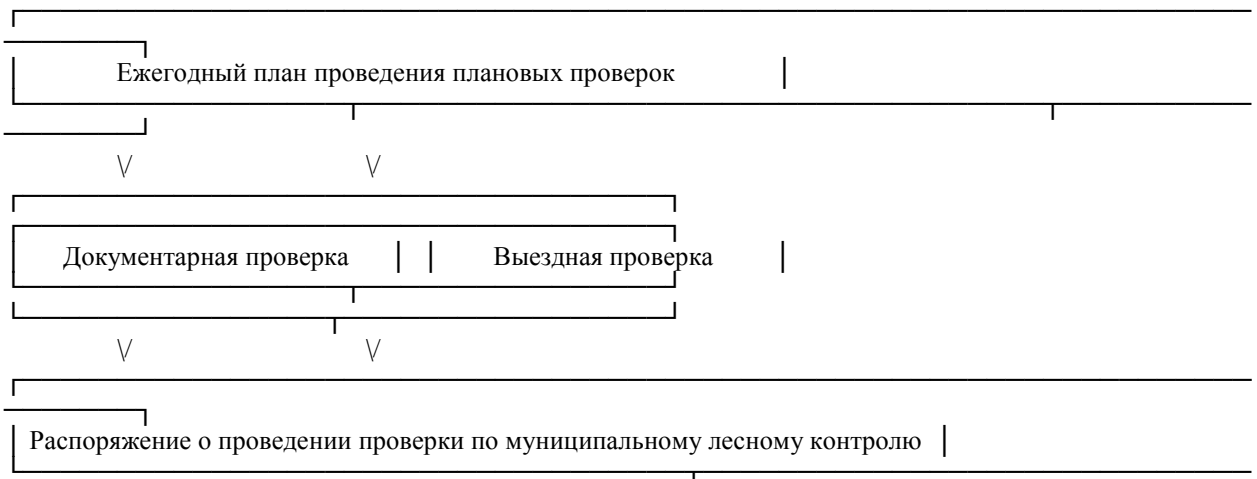 Ежегодный план проведения плановых проверок
\/ \/
Документарная проверка Выездная проверка
\/ \/
Распоряжение о проведении проверки по муниципальному лесному контролю